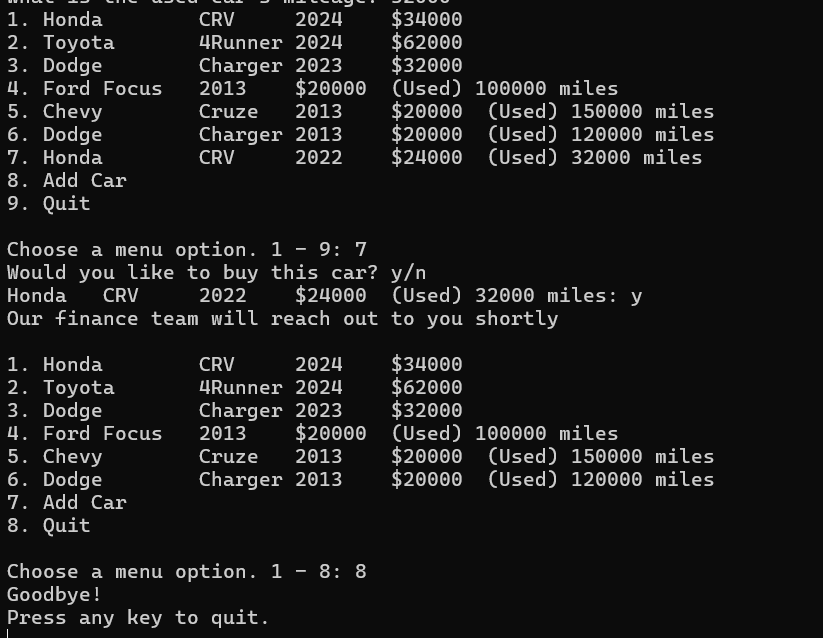 What is the used car's mileage? 32000
1. Honda        CRV     2024    $34000
2. Toyota       4Runner 2024    $62000
3. Dodge        Charger 2023    $32000
4. Ford Focus   2013    $20000  (Used) 100000 miles
5. Chevy        Cruze   2013    $20000  (Used) 150000 miles
6. Dodge        Charger 2013    $20000  (Used) 120000 miles
7. Honda        CRV     2022    $24000  (Used) 32000 miles
8. Add Car
9. Quit

Choose a menu option. 1 - 9: 7
Would you like to buy this car? y/n
Honda   CRV     2022    $24000  (Used) 32000 miles: y
Our finance team will reach out to you shortly

1. Honda        CRV     2024    $34000
2. Toyota       4Runner 2024    $62000
3. Dodge        Charger 2023    $32000
4. Ford Focus   2013    $20000  (Used) 100000 miles
5. Chevy        Cruze   2013    $20000  (Used) 150000 miles
6. Dodge        Charger 2013    $20000  (Used) 120000 miles
7. Add Car
8. Quit

Choose a menu option. 1 - 8: 8
Goodbye!
Press any key to quit.